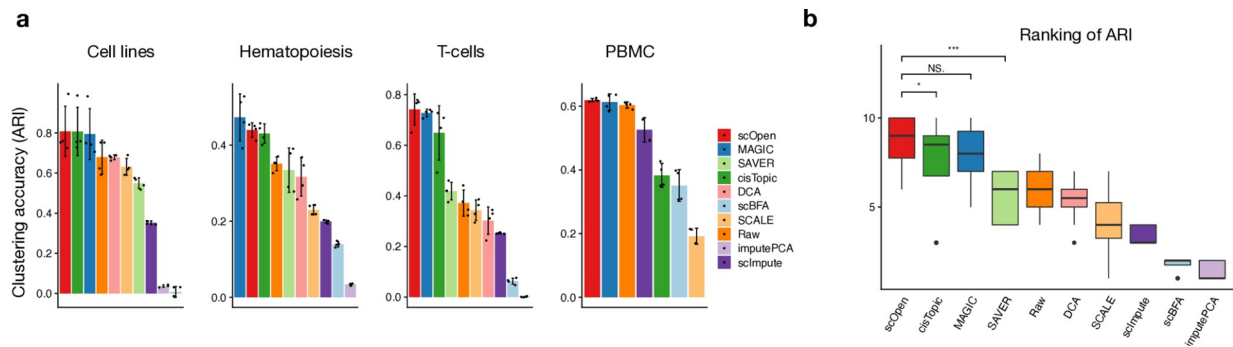 a
Cell lines
Hematopoiesis
T-cells
PBMC
Clustering accuracy (ARI)
0.8
0.6
0.4
0.2
0.0
0.4
0.2
0.0
0.8
0.6
0.4
0.2
0.0
0.6
0.4
0.2
0.0
scOpen
MAGIC
SAVER
cisTopic
DCA
scBFA
SCALE
Raw
imputePCA
scImpute
b
Ranking of ARI
***
NS.
*
10
5
scOpen
cisTopic
MAGIC
SAVER
Raw
DCA
SCALE
scImpute
scBFA
imputePCA